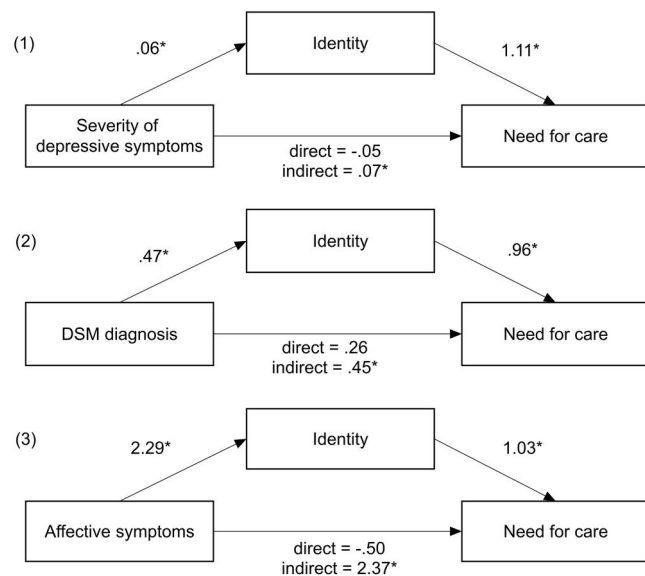 (1)
.06*
Identity
1.11*
Severity of
depressive symptoms
Need for care
direct = -.05
indirect = .07*
(2)
.47*
Identity
.96*
DSM diagnosis
Need for care
direct = .26
indirect = .45*
(3)
2.29*
Identity
1.03*
Affective symptoms
Need for care
direct = -.50
indirect = 2.37*